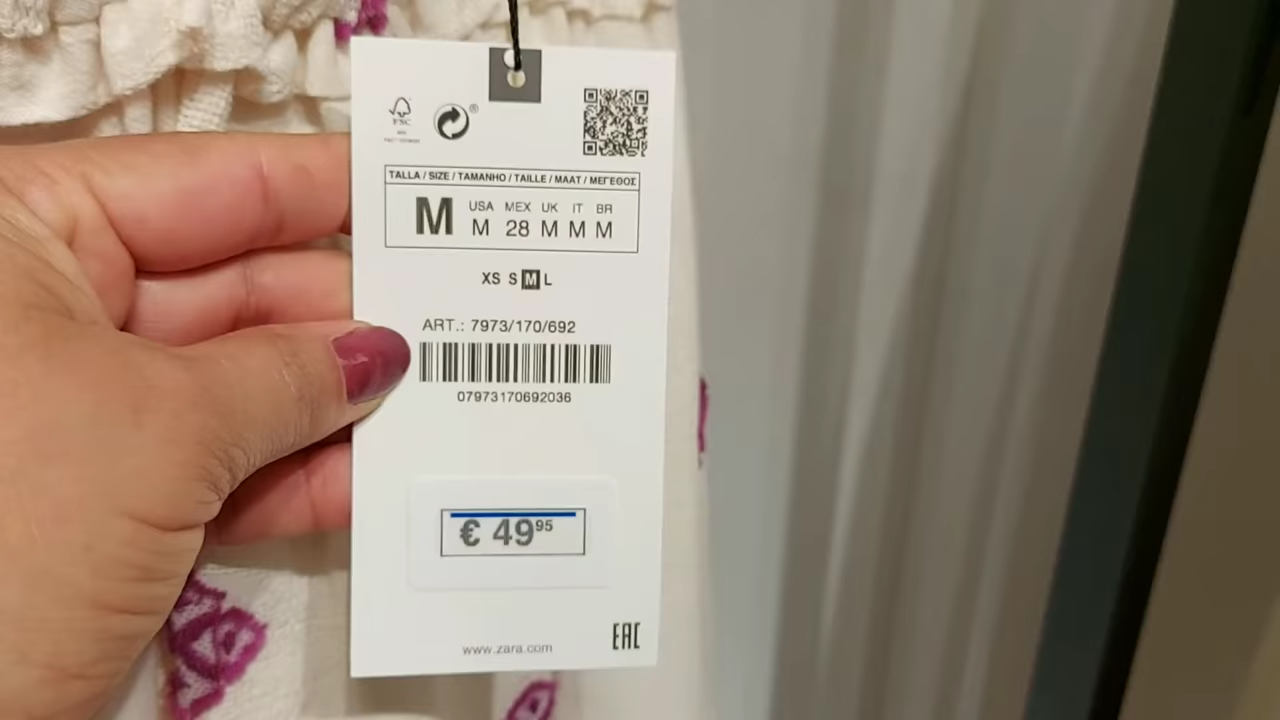 FSC
®
TALLA / SIZE / TAMANHO / TAILLE / MAAT / ΜΕΓΕΘΟΣ
M
USA MEX UK IT BR
M 28 M M M
XS S M L
ART.: 7973/170/692
07973170692036
€ 4995
www.zara.com
EAC